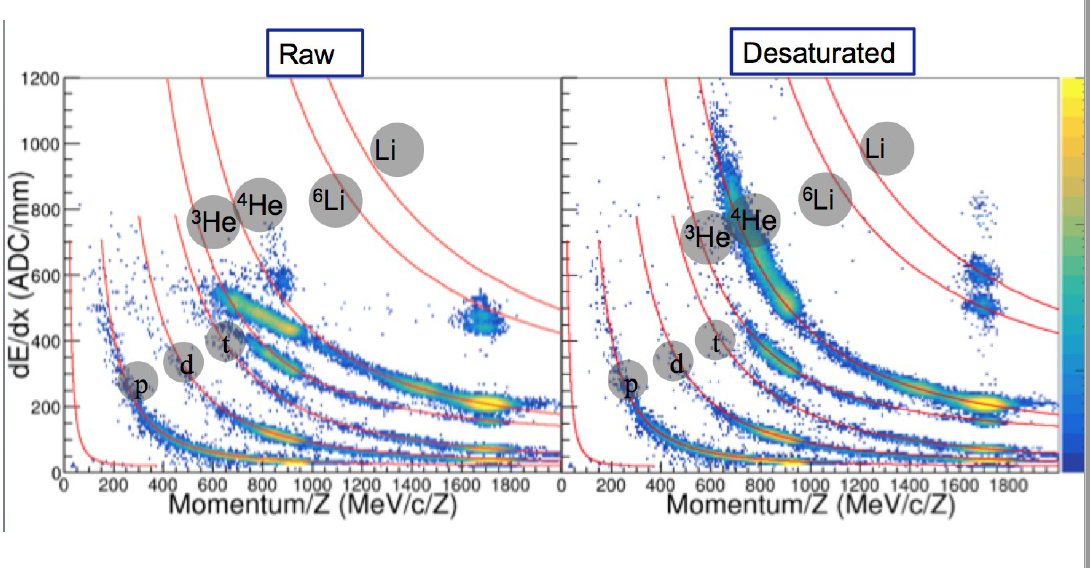 Raw
Desaturated
dE/dx (ADC/mm)
1200
1000
800
600
400
200
0
Li
⁶Li
⁴He
³He
t
d
p
0 200 400 600 800 1000 1200 1400 1600 1800
Momentum/Z (MeV/c/Z)
Li
⁶Li
⁴He
³He
t
d
p
0 200 400 600 800 1000 1200 1400 1600 1800
Momentum/Z (MeV/c/Z)